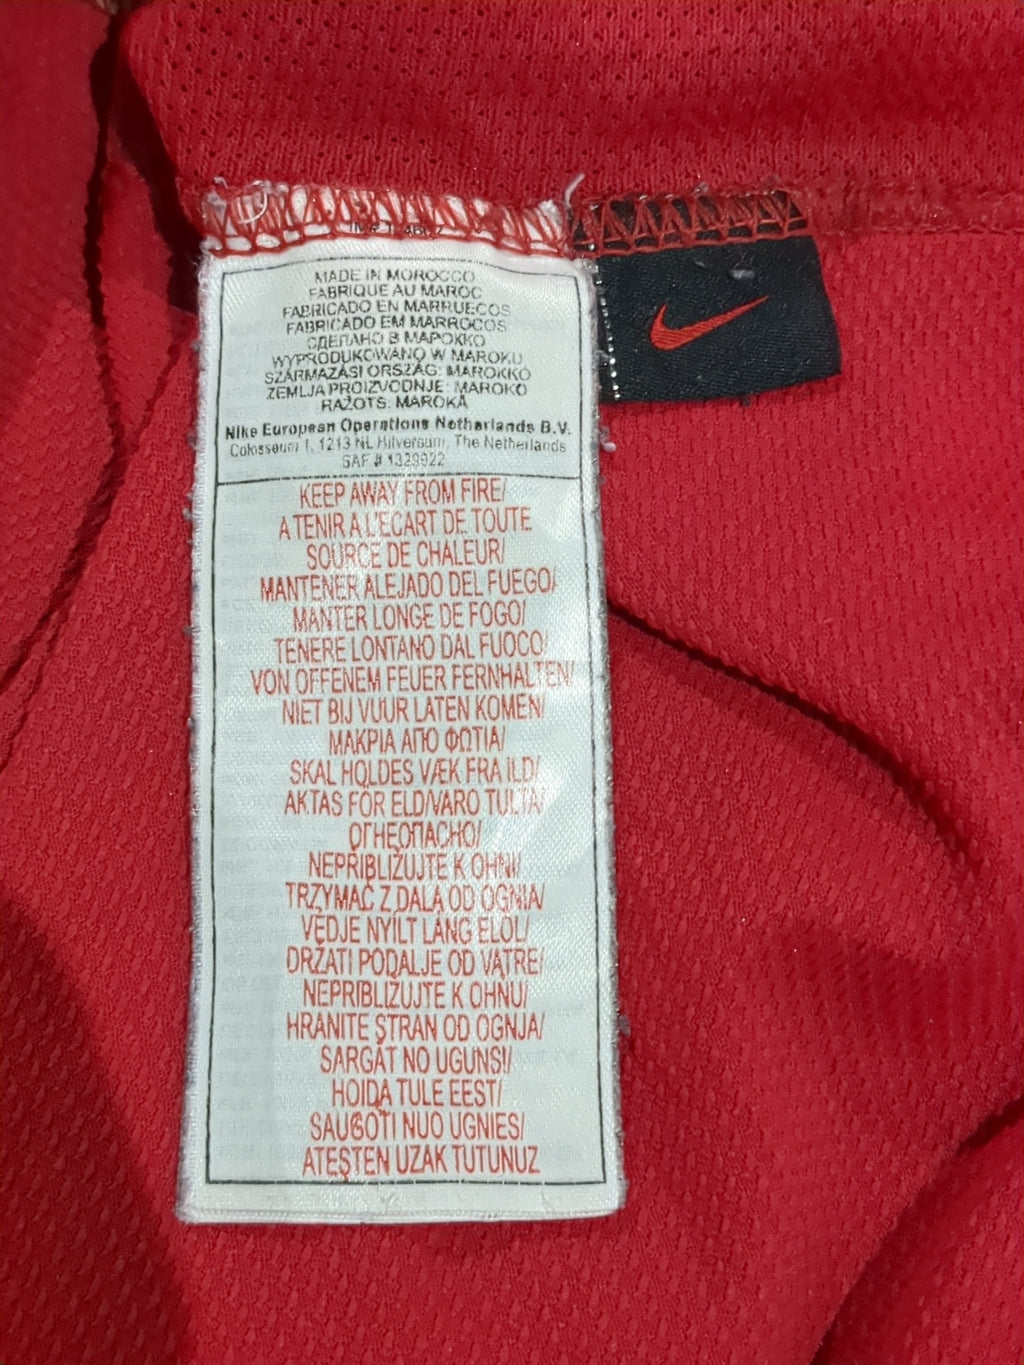 MADE IN MOROCCO
FABRIQUE AU MAROC
FABRICADO EN MARRUECOS
FABRICADO EM MARROCOS
СДЕЛАНО В МАРОККО
WYPRODUKOWANO W MAROKU
SZÁRMAZÁSI ORSZÁG: MAROKKÓ
ZEMLJA PROIZVODNJE: MAROKO
RAŽOTS: MAROKĀ
Nike European Operations Netherlands B.V.
Colosseum 1, 1213 NL Hilversum, The Netherlands
SAF # 1329922
KEEP AWAY FROM FIRE/
A TENIR A L'ECART DE TOUTE
SOURCE DE CHALEUR/
MANTENER ALEJADO DEL FUEGO/
MANTER LONGE DE FOGO/
TENERE LONTANO DAL FUOCO/
VON OFFENEM FEUER FERNHALTEN/
NIET BIJ VUUR LATEN KOMEN/
ΜΑΚΡΙΑ ΑΠΟ ΦΩΤΙΑ/
SKAL HOLDES VÆK FRA ILD/
AKTAS FÖR ELD/VARO TULTA/
ОГНЕОПАСНО/
NEPRIBLIŽUJTE K OHNI/
TRZYMAĆ Z DALA OD OGNIA/
VÉDJE NYÍLT LÁNG ELŐL/
DRŽATI PODALJE OD VATRE/
NEPRIBLIŽUJTE K OHNU/
HRANITE STRAN OD OGNJA/
SARGĀT NO UGUNS!/
HOIDA TULE EEST/
SAUGOTI NUO UGNIES/
ATEŞTEN UZAK TUTUNUZ